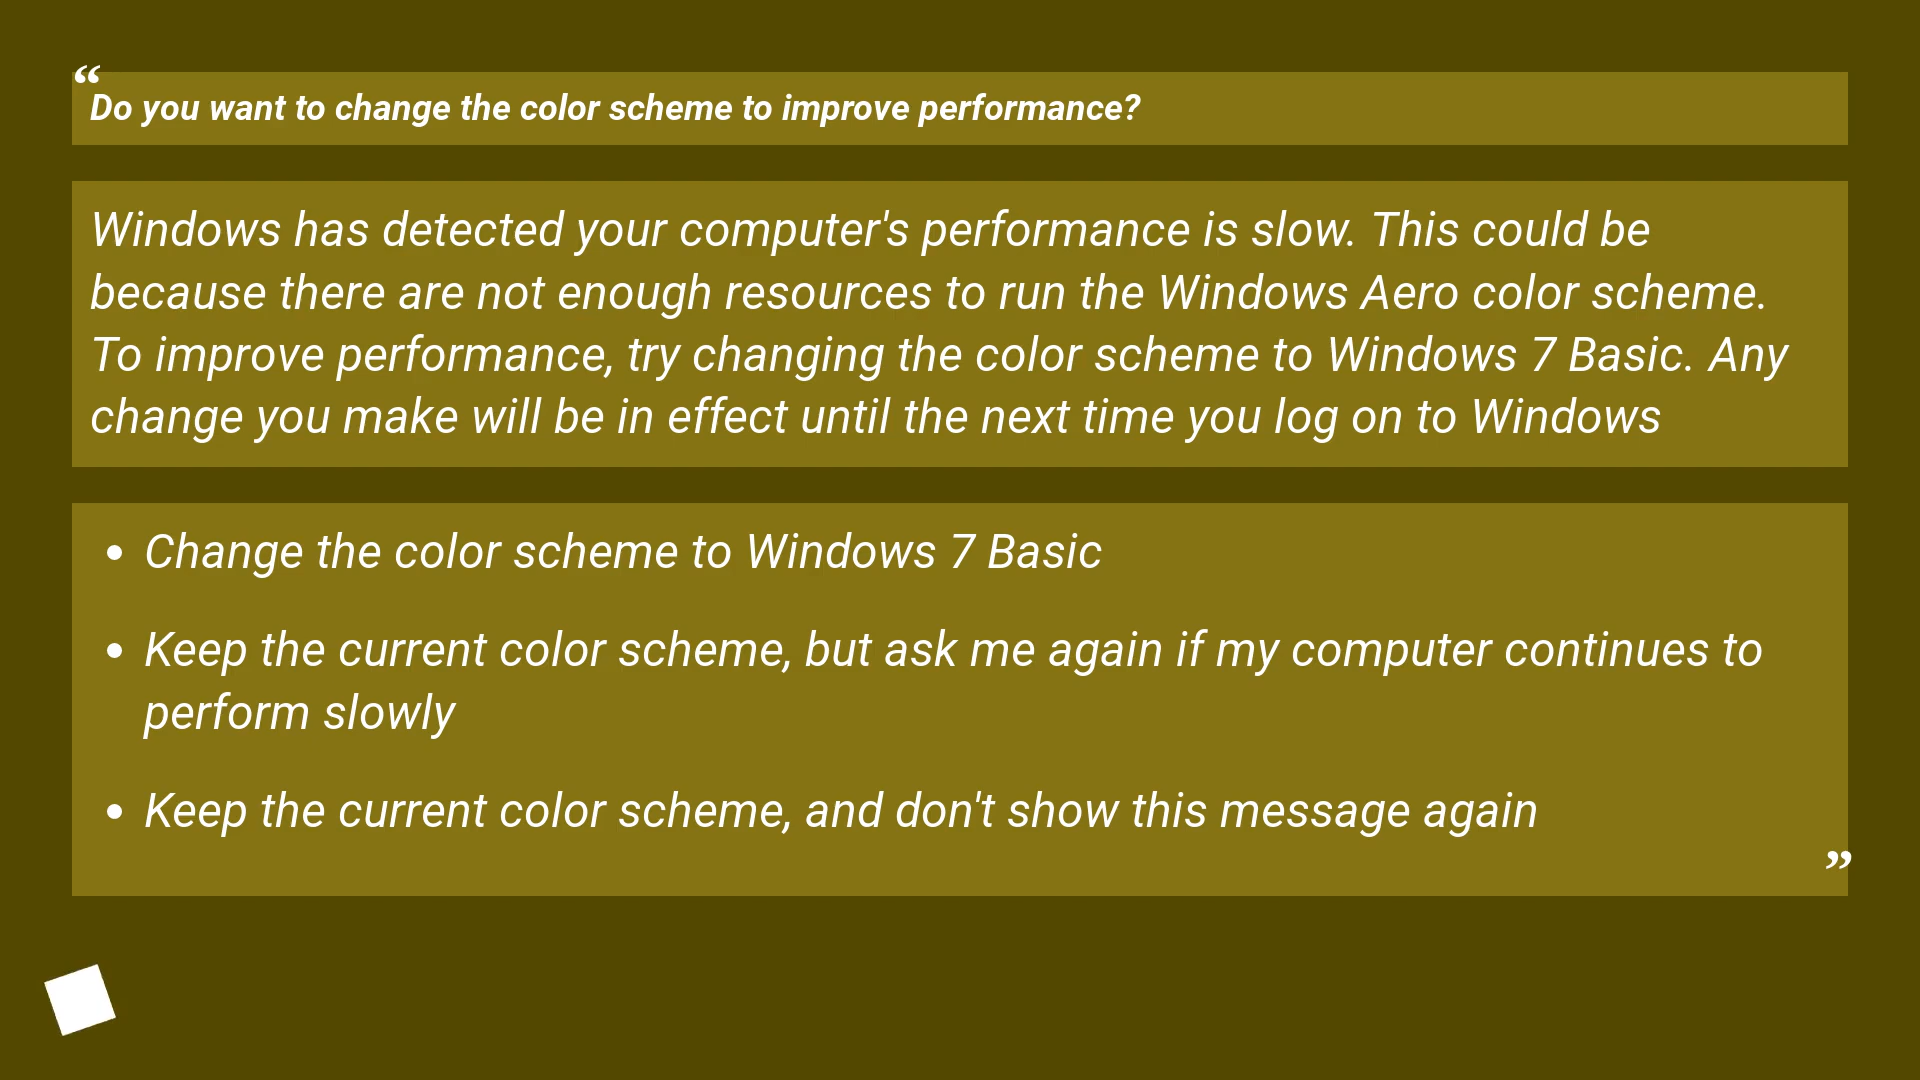 “
Do you want to change the color scheme to improve performance?
Windows has detected your computer's performance is slow. This could be
because there are not enough resources to run the Windows Aero color scheme.
To improve performance, try changing the color scheme to Windows 7 Basic. Any
change you make will be in effect until the next time you log on to Windows
• Change the color scheme to Windows 7 Basic
• Keep the current color scheme, but ask me again if my computer continues to
perform slowly
• Keep the current color scheme, and don't show this message again
”